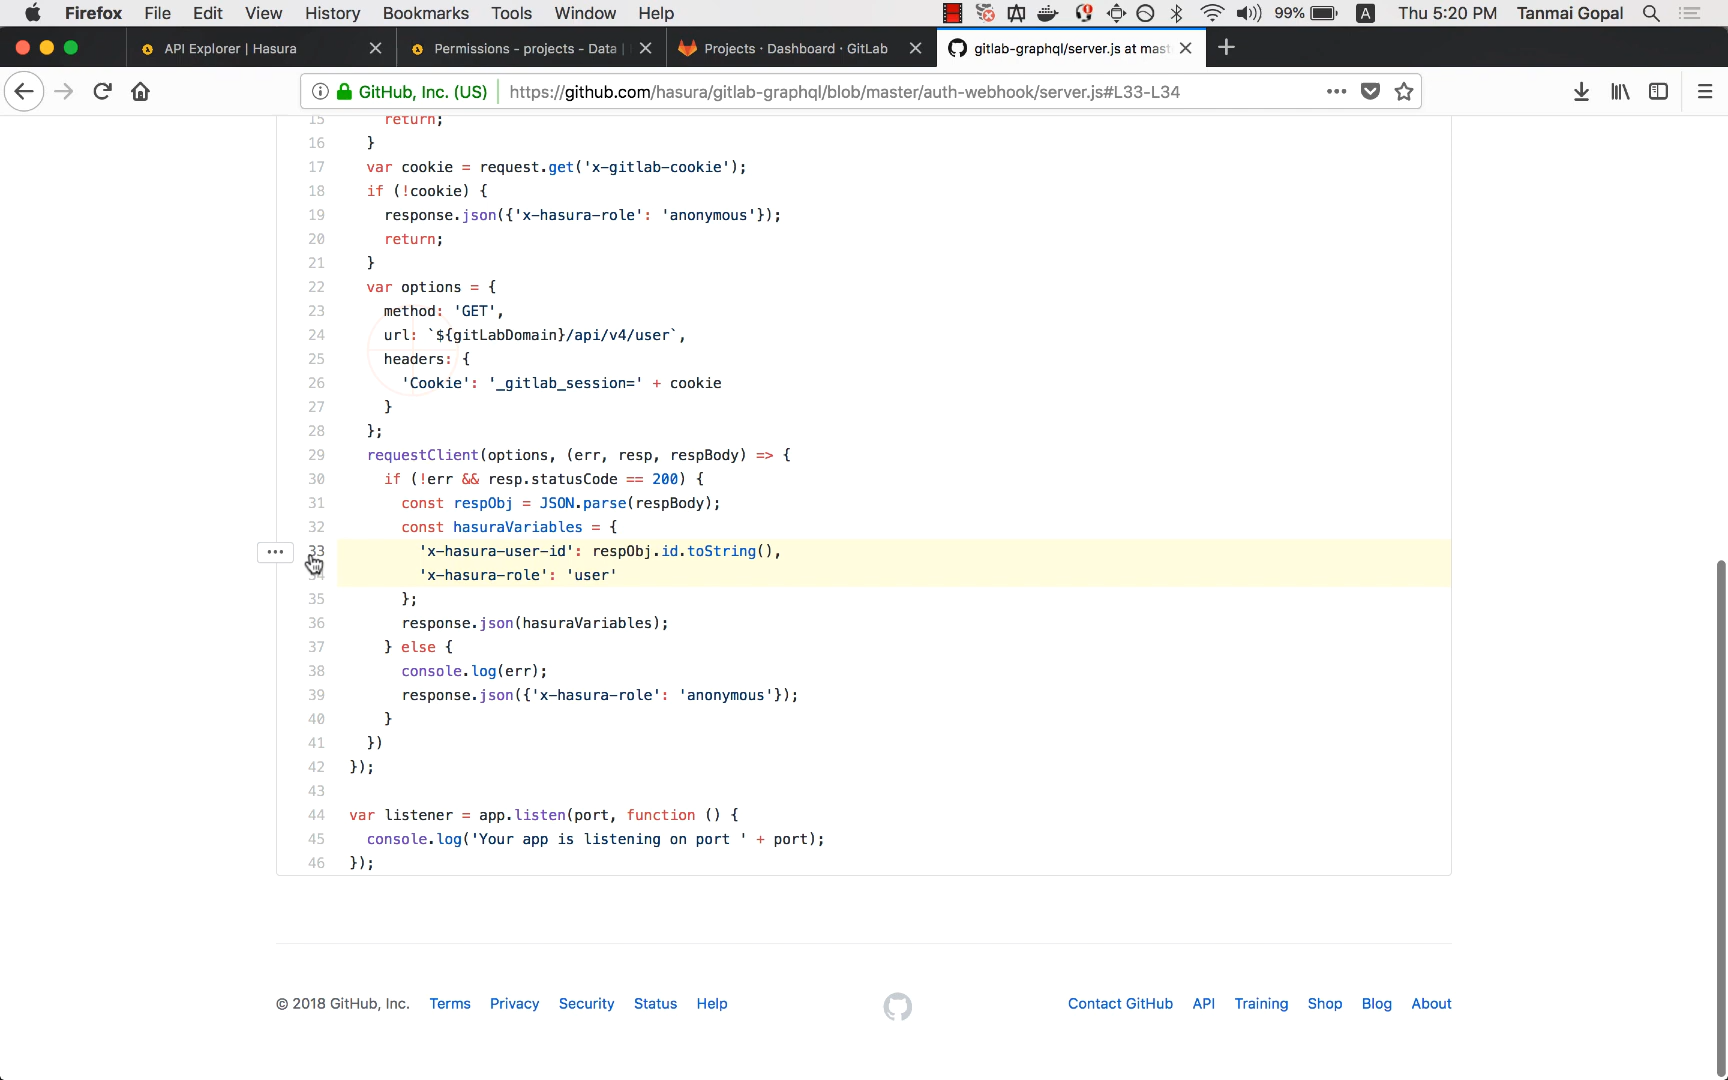 Firefox File Edit View History Bookmarks Tools Window Help 99% A Thu 5:20 PM Tanmai Gopal
API Explorer | Hasura
Permissions - projects - Data |
Projects · Dashboard · GitLab
gitlab-graphql/server.js at mast
GitHub, Inc. (US) https://github.com/hasura/gitlab-graphql/blob/master/auth-webhook/server.js#L33-L34
15 return;
16 }
17 var cookie = request.get('x-gitlab-cookie');
18 if (!cookie) {
19 response.json({'x-hasura-role': 'anonymous'});
20 return;
21 }
22 var options = {
23 method: 'GET',
24 url: `${gitLabDomain}/api/v4/user`,
25 headers: {
26 'Cookie': '_gitlab_session=' + cookie
27 }
28 };
29 requestClient(options, (err, resp, respBody) => {
30 if (!err && resp.statusCode == 200) {
31 const respObj = JSON.parse(respBody);
32 const hasuraVariables = {
33 'x-hasura-user-id': respObj.id.toString(),
34 'x-hasura-role': 'user'
35 };
36 response.json(hasuraVariables);
37 } else {
38 console.log(err);
39 response.json({'x-hasura-role': 'anonymous'});
40 }
41 })
42 });
43
44 var listener = app.listen(port, function () {
45 console.log('Your app is listening on port ' + port);
46 });
© 2018 GitHub, Inc. Terms Privacy Security Status Help Contact GitHub API Training Shop Blog About